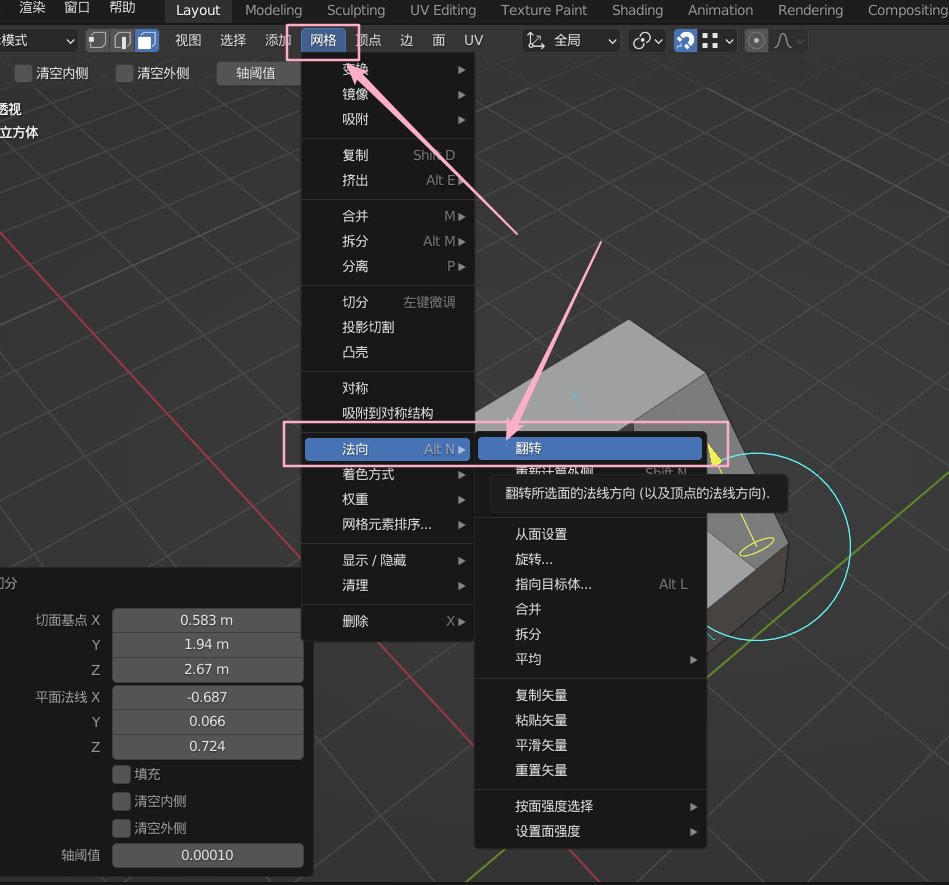 渲染 窗口 帮助 Layout Modeling Sculpting UV Editing Texture Paint Shading Animation Rendering Compositing
模式 视图 选择 添加 网格 顶点 边 面 UV 全局
清空内侧 清空外侧 轴阈值
透视
立方体
变换
镜像
吸附
复制 Shift D
挤出 Alt E
合并 M
拆分 Alt M
分离 P
切分 左键微调
投影切割
凸壳
对称
吸附到对称结构
法向 Alt N
着色方式
权重
网格元素排序...
显示 / 隐藏
清理
删除 X
翻转
重新计算外侧 Shift N
翻转所选面的法线方向 (以及顶点的法线方向).
从面设置
旋转...
指向目标体... Alt L
合并
拆分
平均
复制矢量
粘贴矢量
平滑矢量
重置矢量
按面强度选择
设置面强度
切分
切面基点 X 0.583 m
Y 1.94 m
Z 2.67 m
平面法线 X -0.687
Y 0.066
Z 0.724
填充
清空内侧
清空外侧
轴阈值 0.00010